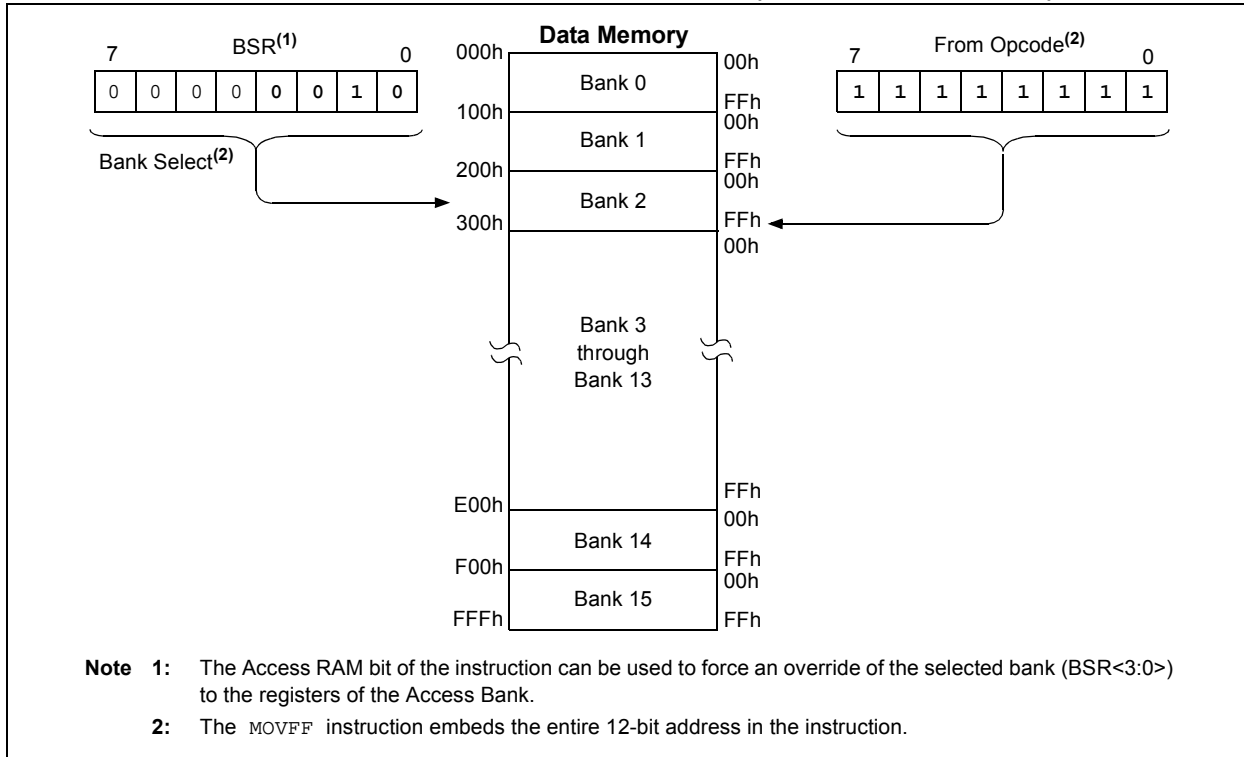 Data Memory
7 BSR(1) 0
0 0 0 0 0 0 1 0
Bank Select(2)
7 From Opcode(2) 0
1 1 1 1 1 1 1 1
000h
Bank 0
00h
FFh
100h
Bank 1
00h
FFh
200h
Bank 2
00h
FFh
300h
Bank 3
through
Bank 13
00h
FFh
E00h
Bank 14
00h
FFh
F00h
Bank 15
00h
FFh
FFFh
Note 1: The Access RAM bit of the instruction can be used to force an override of the selected bank (BSR<3:0>)
to the registers of the Access Bank.
2: The MOVFF instruction embeds the entire 12-bit address in the instruction.